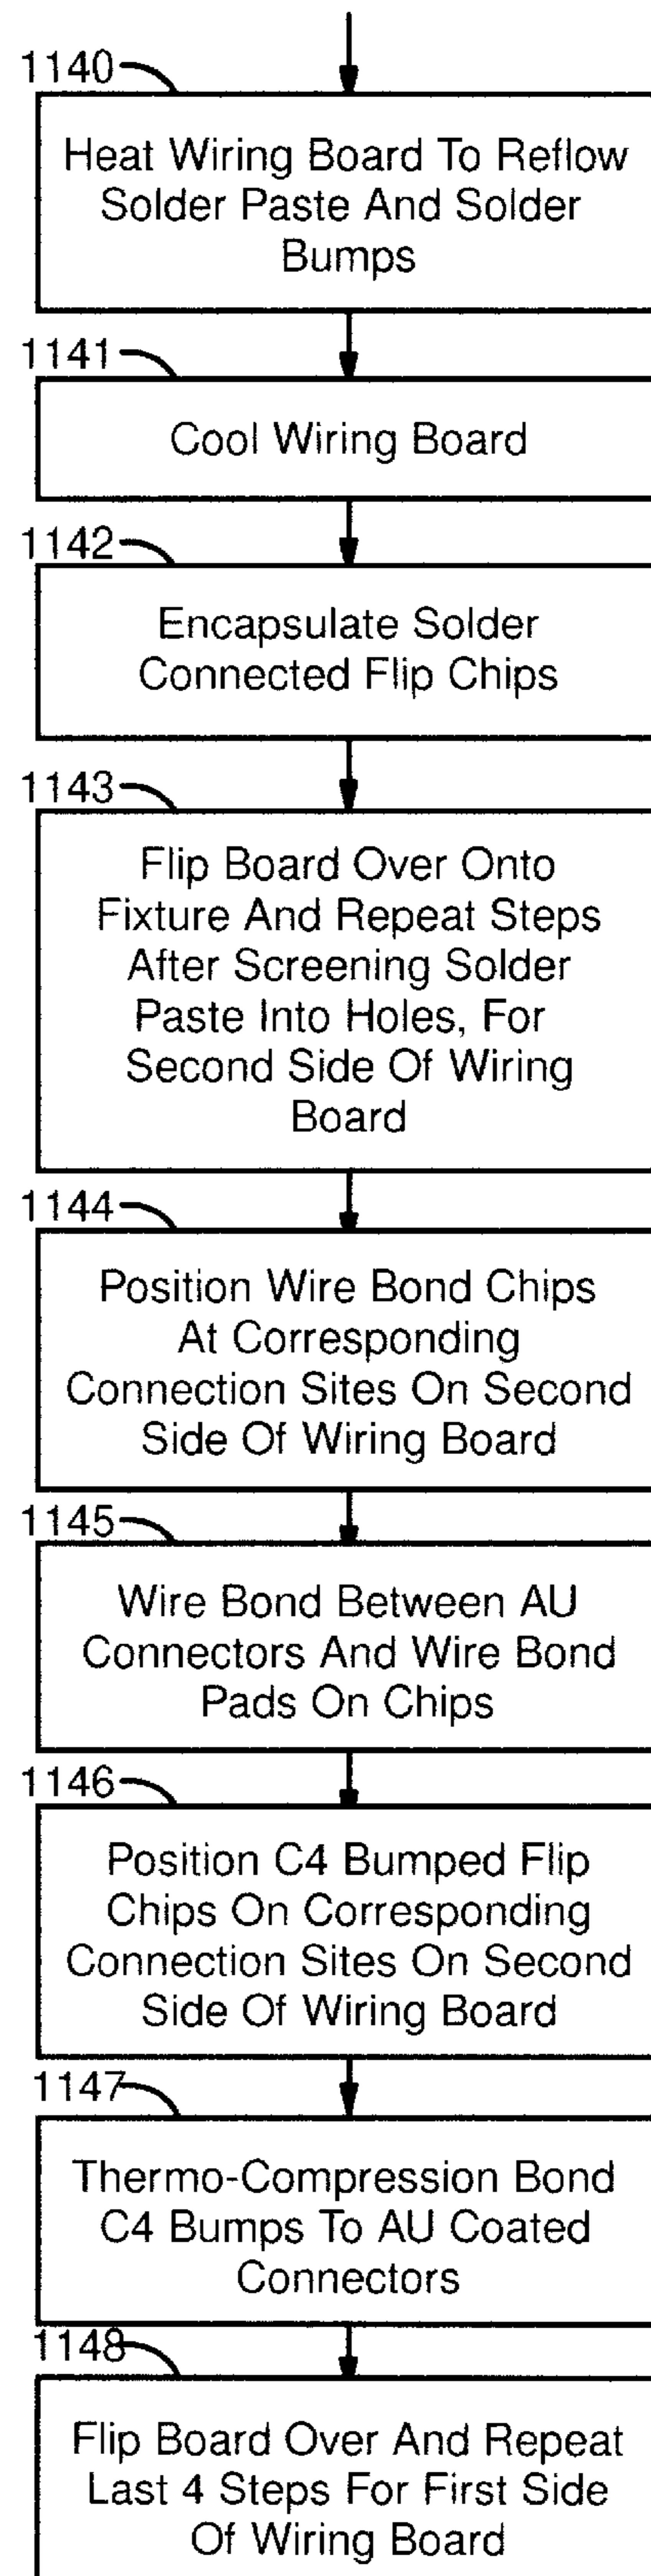 1140
Heat Wiring Board To Reflow
Solder Paste And Solder
Bumps
1141
Cool Wiring Board
1142
Encapsulate Solder
Connected Flip Chips
1143
Flip Board Over Onto
Fixture And Repeat Steps
After Screening Solder
Paste Into Holes, For
Second Side Of Wiring
Board
1144
Position Wire Bond Chips
At Corresponding
Connection Sites On Second
Side Of Wiring Board
1145
Wire Bond Between AU
Connectors And Wire Bond
Pads On Chips
1146
Position C4 Bumped Flip
Chips On Corresponding
Connection Sites On Second
Side Of Wiring Board
1147
Thermo-Compression Bond
C4 Bumps To AU Coated
Connectors
1148
Flip Board Over And Repeat
Last 4 Steps For First Side
Of Wiring Board